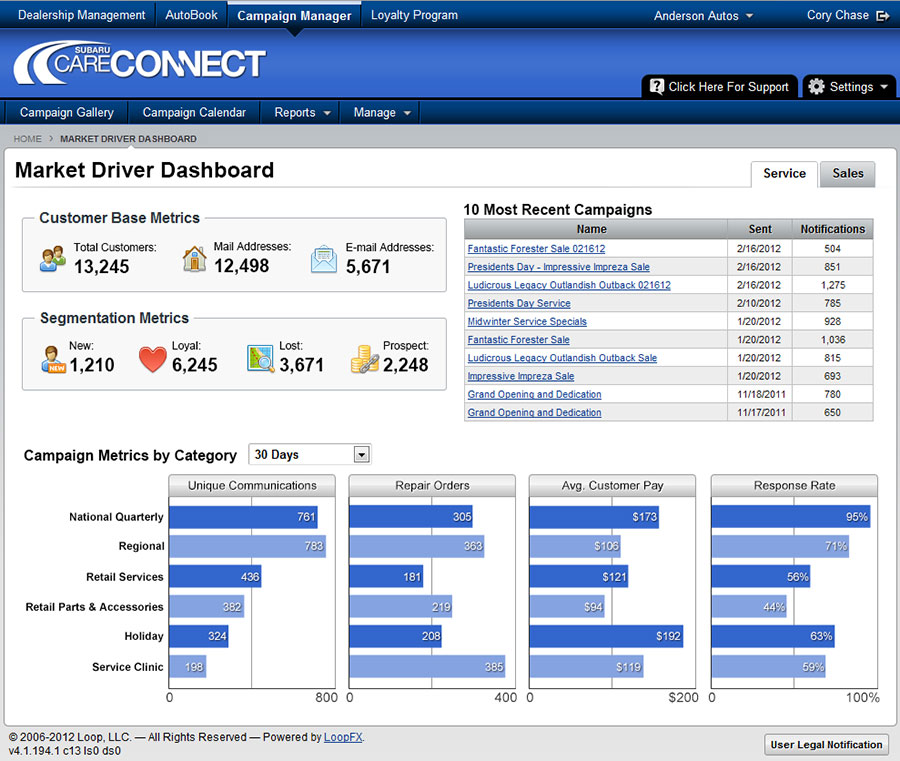 Dealership Management AutoBook Campaign Manager Loyalty Program Anderson Autos Cory Chase
SUBARU
CARECONNECT
? Click Here For Support Settings
Campaign Gallery Campaign Calendar Reports Manage
HOME > MARKET DRIVER DASHBOARD
Market Driver Dashboard
Service Sales
Customer Base Metrics
Total Customers: Mail Addresses: E-mail Addresses:
13,245 12,498 5,671
Segmentation Metrics
New: Loyal: Lost: Prospect:
NEW 1,210 6,245 3,671 2,248
10 Most Recent Campaigns
Name Sent Notifications
Fantastic Forester Sale 021612 2/16/2012 504
Presidents Day - Impressive Impreza Sale 2/16/2012 851
Ludicrous Legacy Outlandish Outback 021612 2/16/2012 1,275
Presidents Day Service 2/10/2012 785
Midwinter Service Specials 1/20/2012 928
Fantastic Forester Sale 1/20/2012 1,036
Ludicrous Legacy Outlandish Outback Sale 1/20/2012 815
Impressive Impreza Sale 1/20/2012 693
Grand Opening and Dedication 11/18/2011 780
Grand Opening and Dedication 11/17/2011 650
Campaign Metrics by Category 30 Days
Unique Communications Repair Orders Avg. Customer Pay Response Rate
National Quarterly 761 305 $173 95%
Regional 783 363 $106 71%
Retail Services 436 181 $121 56%
Retail Parts & Accessories 382 219 $94 44%
Holiday 324 208 $192 63%
Service Clinic 198 385 $119 59%
0 800 0 400 0 $200 0 100%
© 2006-2012 Loop, LLC. — All Rights Reserved — Powered by LoopFX.
v4.1.194.1 c13 ls0 ds0
User Legal Notification